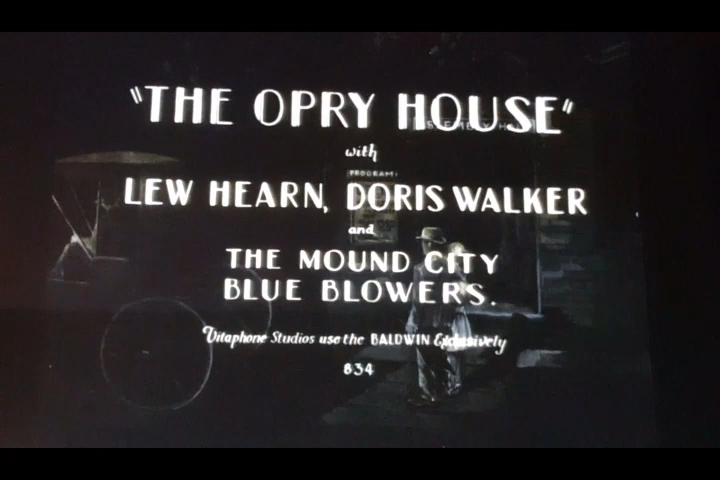 "THE OPRY HOUSE"
with
PROGRAM:
LEW HEARN, DORIS WALKER
and
THE MOUND CITY
BLUE BLOWERS.
Vitaphone Studios use the BALDWIN Exclusively
834